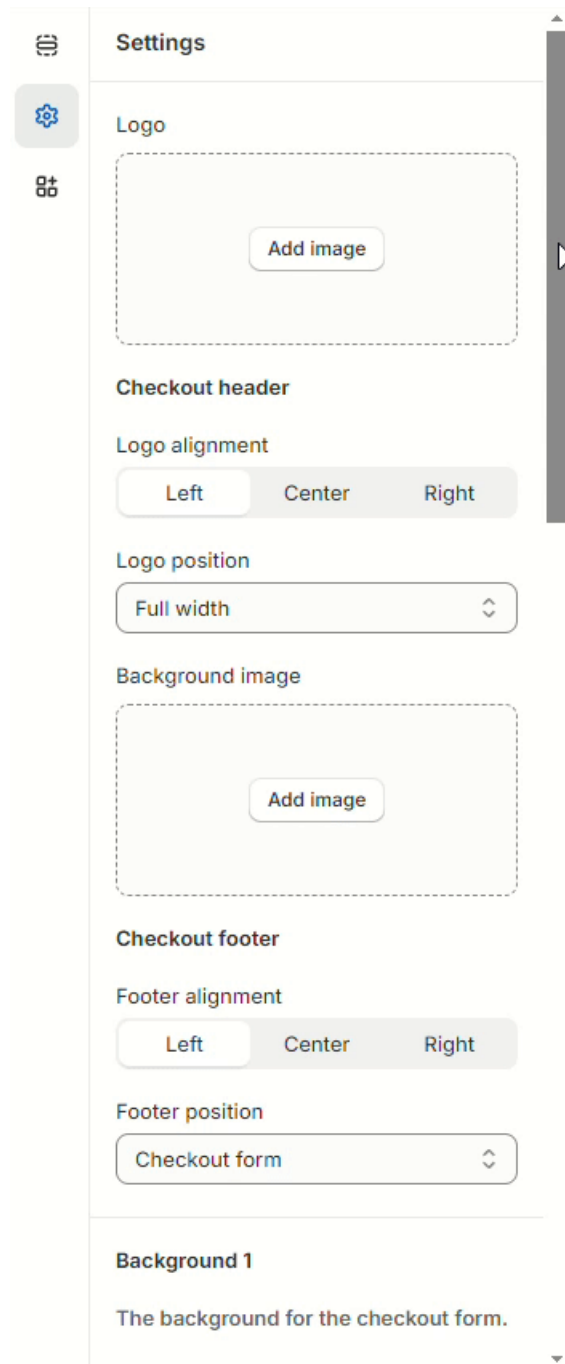 Settings
Logo
Add image
Checkout header
Logo alignment
Left Center Right
Logo position
Full width
Background image
Add image
Checkout footer
Footer alignment
Left Center Right
Footer position
Checkout form
Background 1
The background for the checkout form.